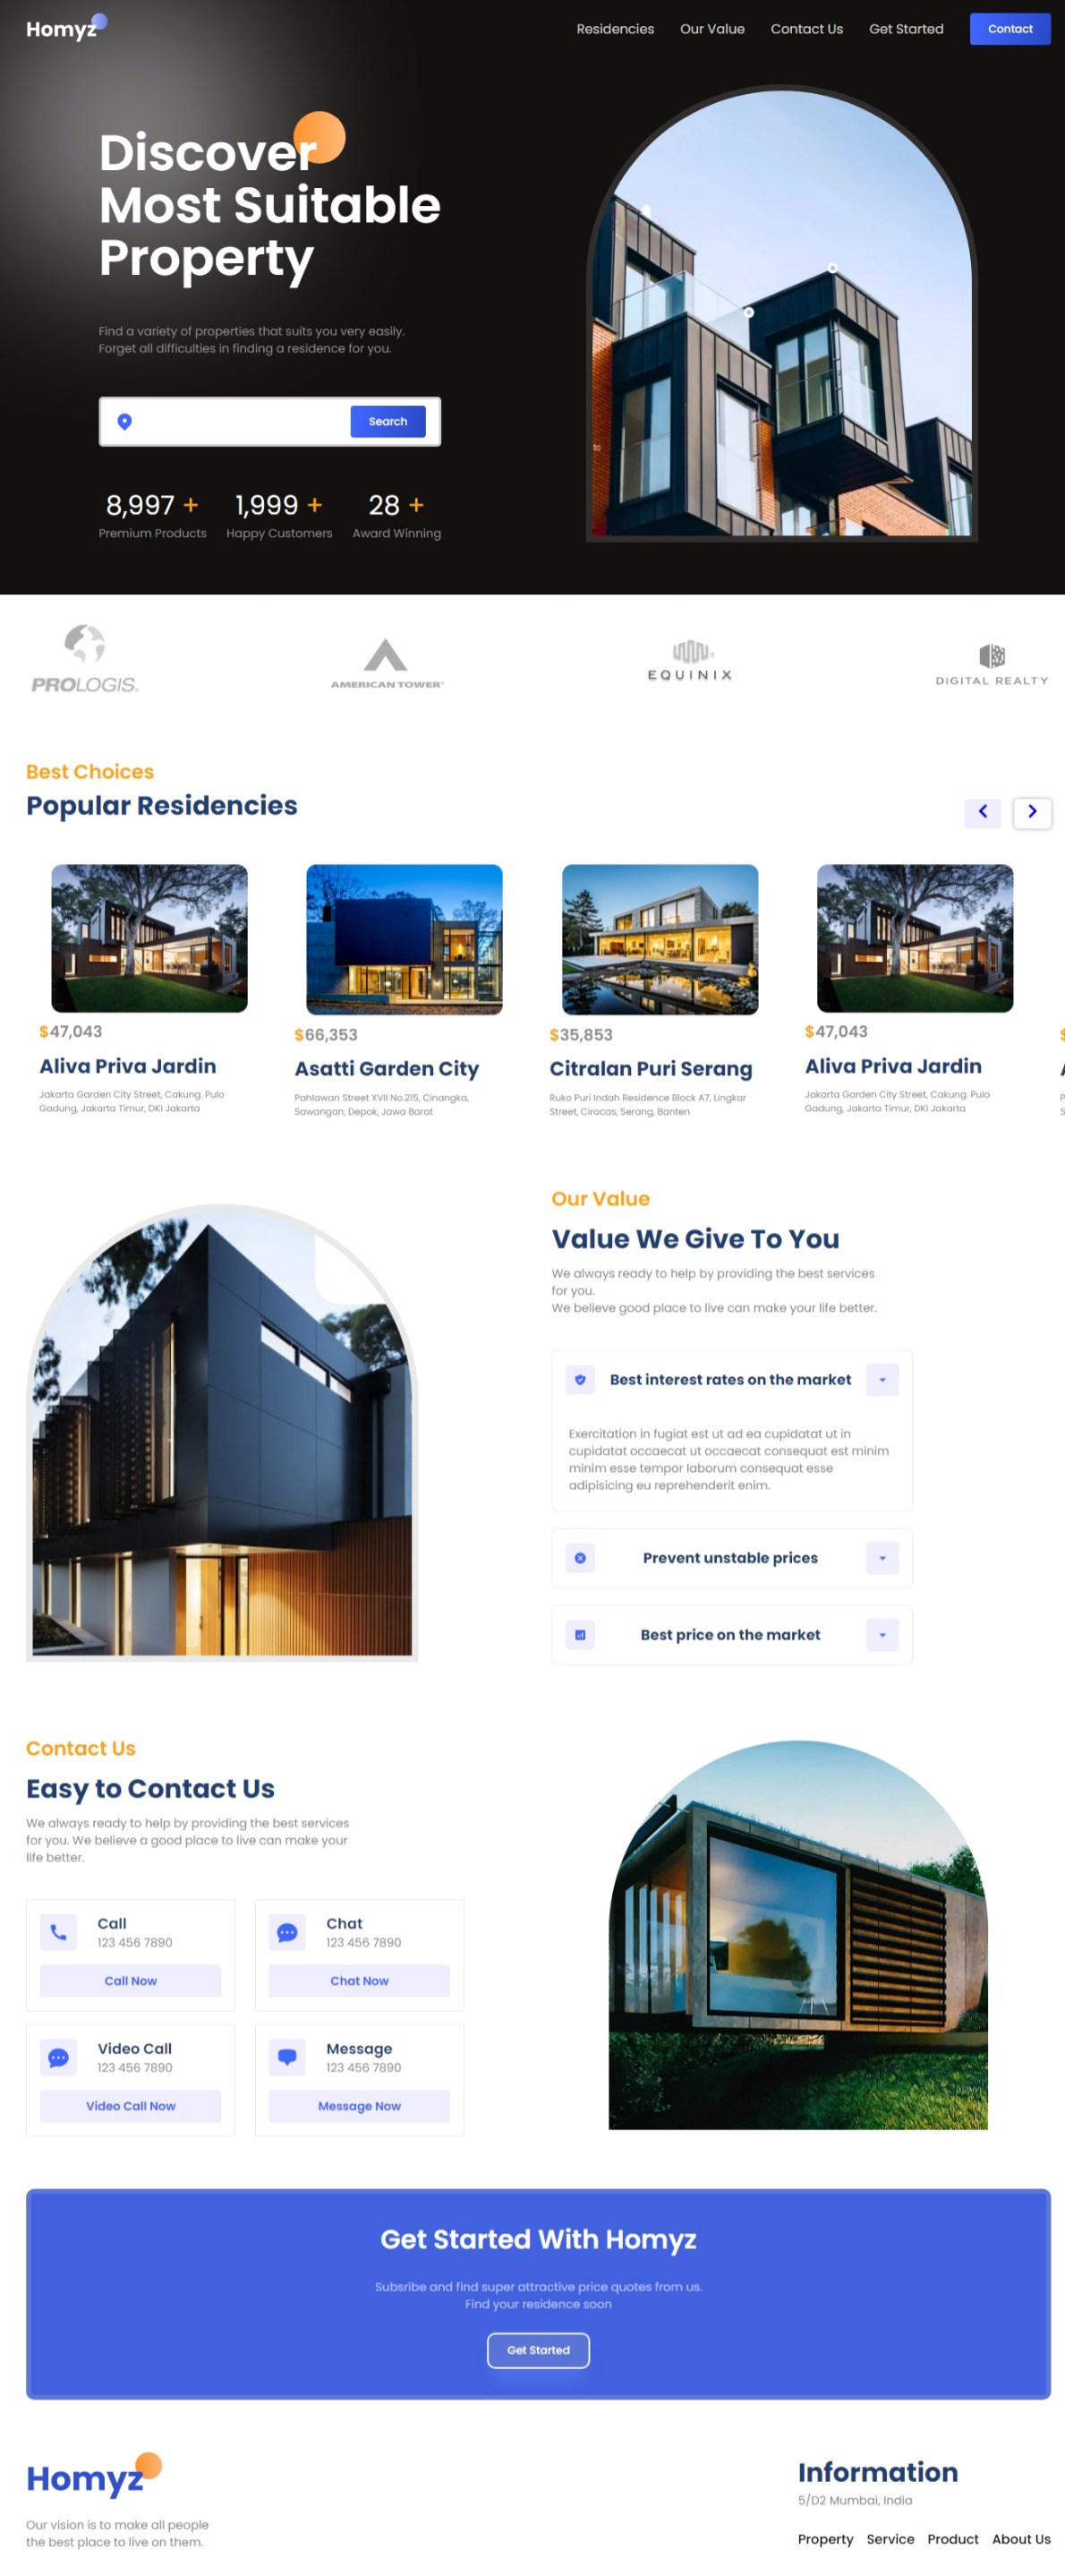 Homyz
Residencies
Our Value
Contact Us
Get Started
Contact
Discover
Most Suitable
Property
Find a variety of properties that suits you very easily.
Forget all difficulties in finding a residence for you.
Search
8,997 +
1,999 +
28 +
Premium Products
Happy Customers
Award Winning
to
PROLOGIS.
AMERICAN TOWER®
EQUINIX
DIGITAL REALTY
Best Choices
Popular Residencies
$47,043
Aliva Priva Jardin
Jakarta Garden City Street, Cakung. Pulo
Gadung, Jakarta Timur, DKI Jakarta
$66,353
Asatti Garden City
Pahlawan Street XVII No.215, Cinangka,
Sawangan, Depok, Jawa Barat
$35,853
Citralan Puri Serang
Ruko Puri Indah Residence Block A7, Lingkar
Street, Ciracas, Serang, Banten
$47,043
Aliva Priva Jardin
Jakarta Garden City Street, Cakung. Pulo
Gadung, Jakarta Timur, DKI Jakarta
Our Value
Value We Give To You
We always ready to help by providing the best services
for you.
We believe good place to live can make your life better.
Best interest rates on the market
Exercitation in fugiat est ut ad ea cupidatat ut in
cupidatat occaecat ut occaecat consequat est minim
minim esse tempor laborum consequat esse
adipisicing eu reprehenderit enim.
Prevent unstable prices
Best price on the market
Contact Us
Easy to Contact Us
We always ready to help by providing the best services
for you. We believe a good place to live can make your
life better.
Call
123 456 7890
Call Now
Chat
123 456 7890
Chat Now
Video Call
123 456 7890
Video Call Now
Message
123 456 7890
Message Now
Get Started With Homyz
Subsribe and find super attractive price quotes from us.
Find your residence soon
Get Started
Homyz
Our vision is to make all people
the best place to live on them.
Information
5/D2 Mumbai, India
Property
Service
Product
About Us